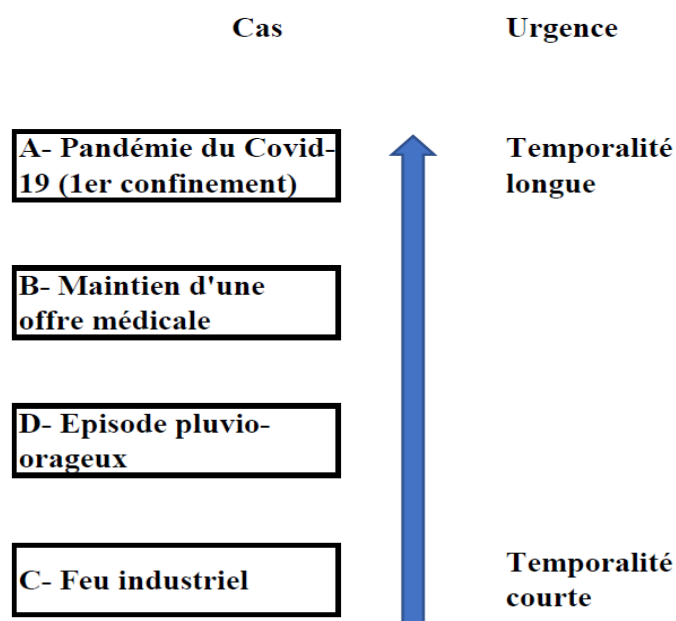 Cas Urgence
A- Pandémie du Covid-
19 (1er confinement)
Temporalité
longue
B- Maintien d'une
offre médicale
D- Episode pluvio-
orageux
C- Feu industriel
Temporalité
courte